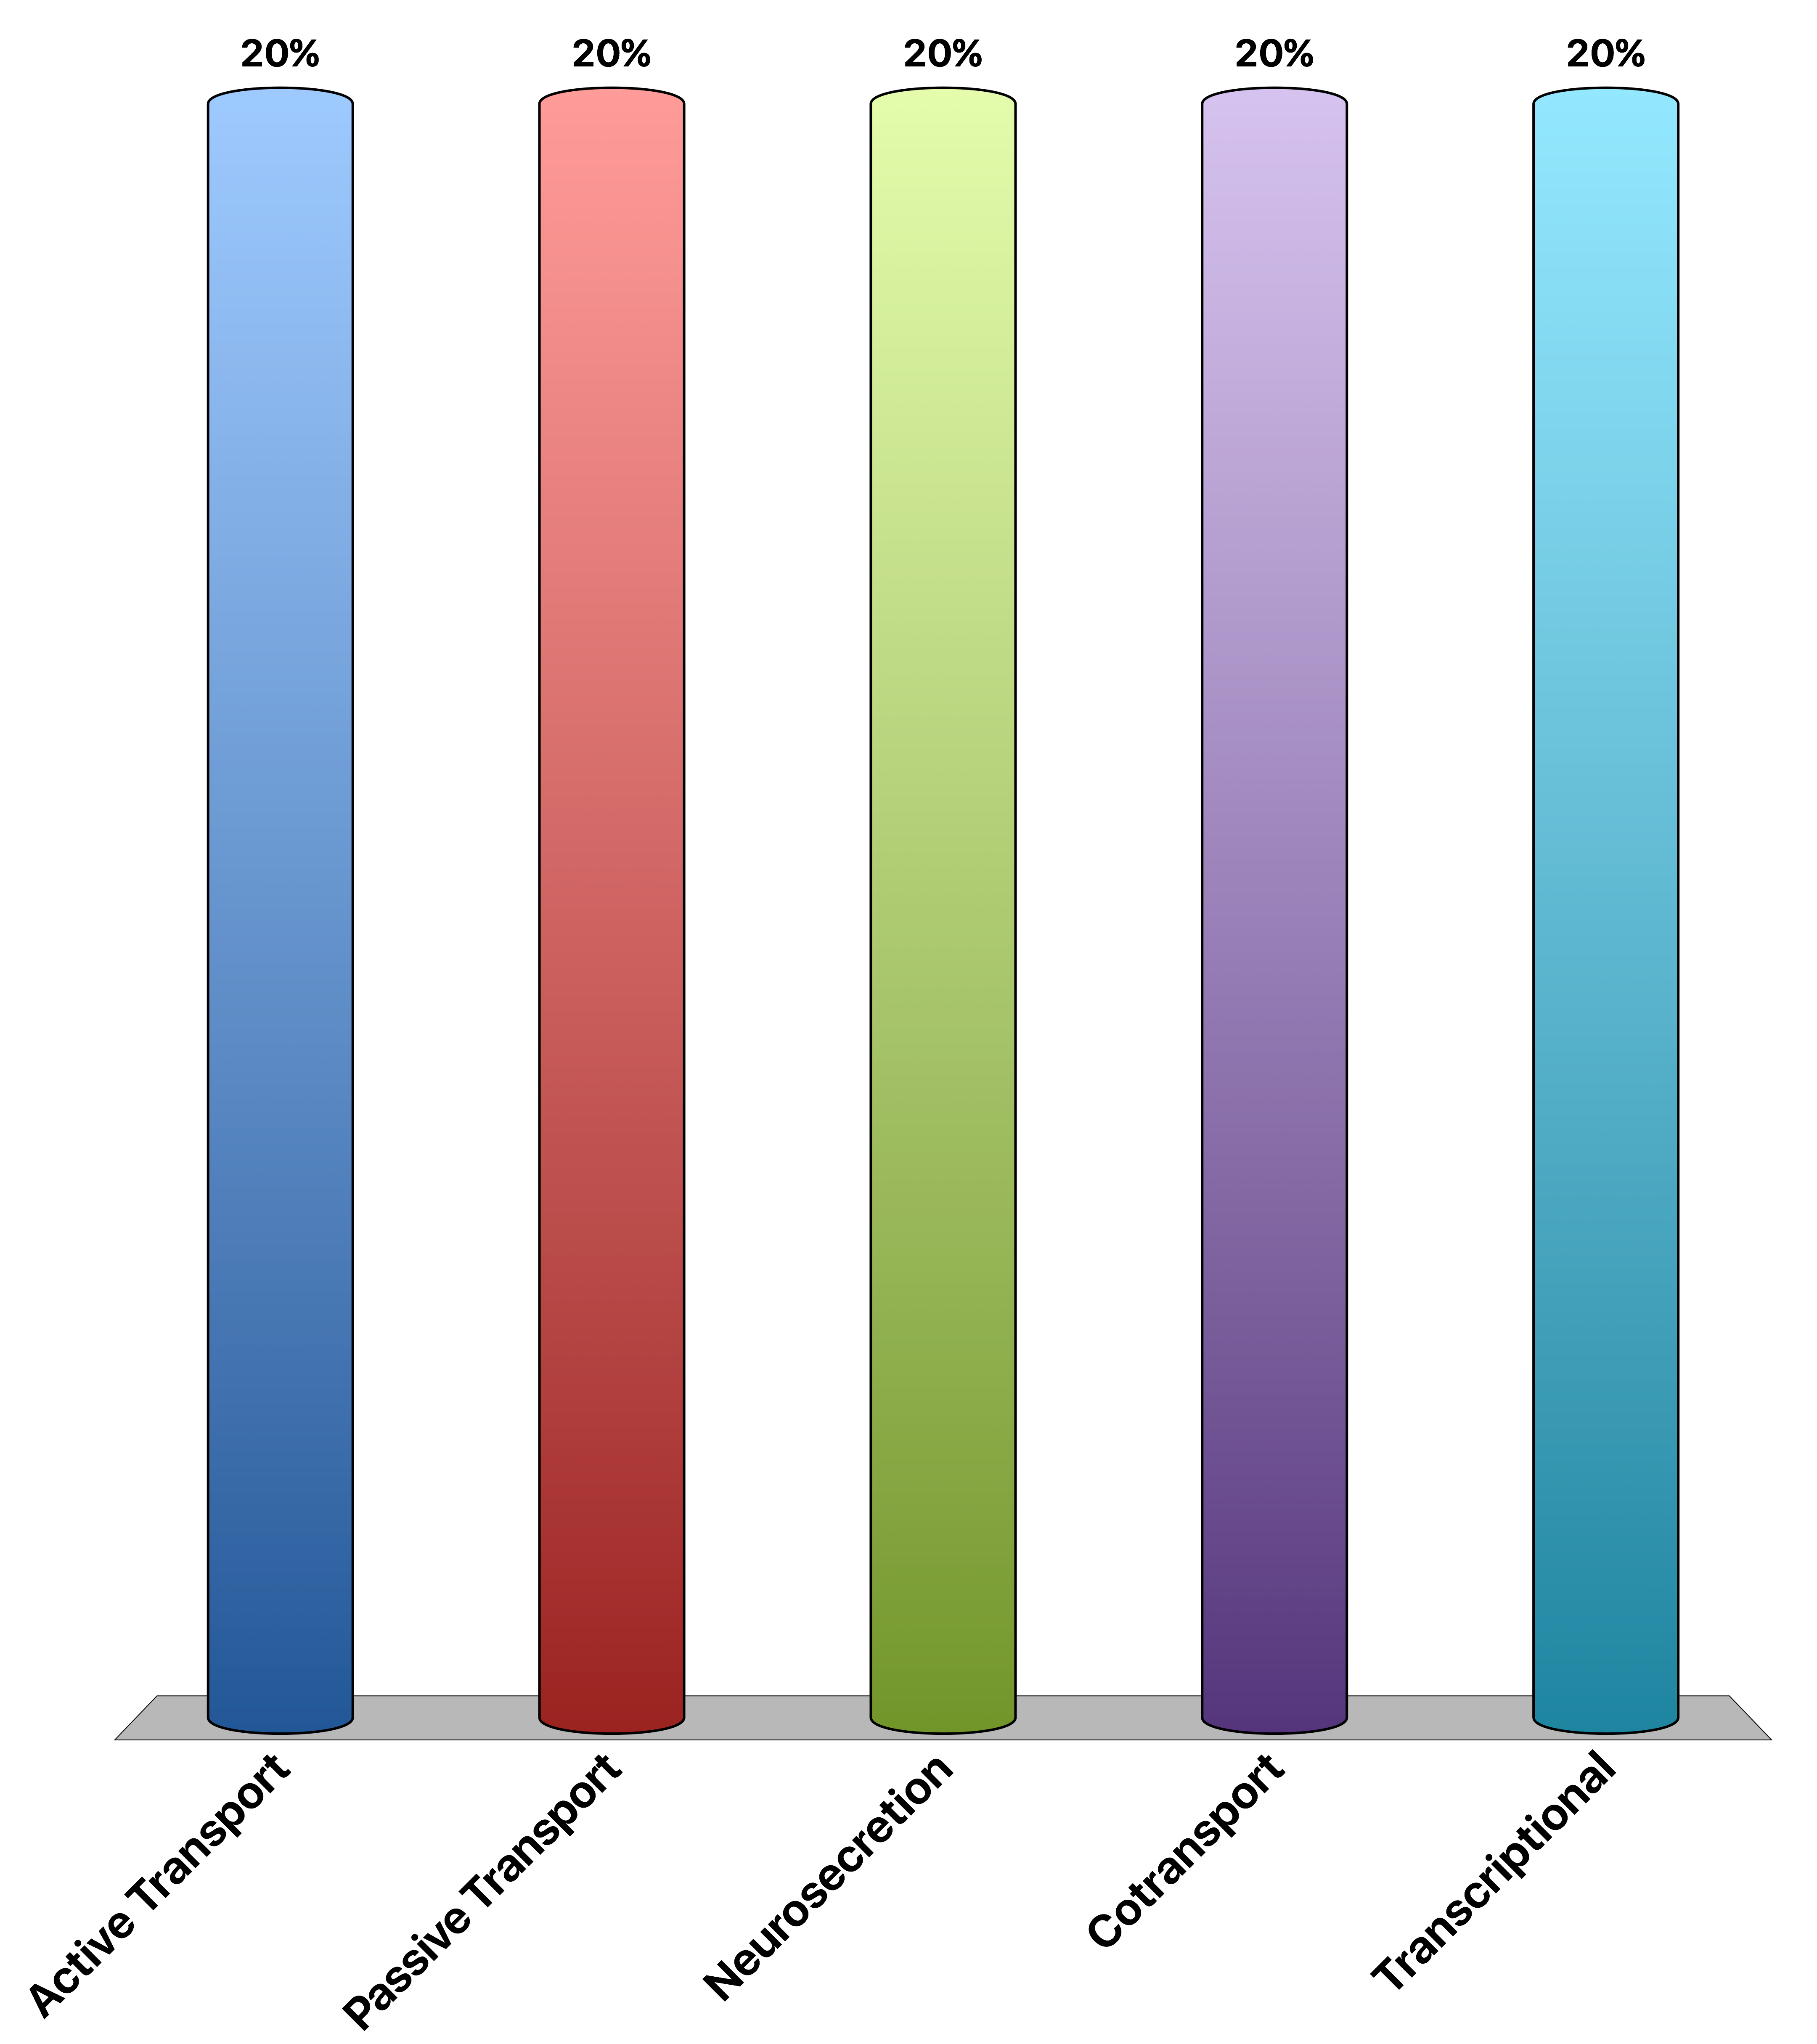 20%
20%
20%
20%
20%
Active Transport
Passive Transport
Neurosecretion
Cotransport
Transcriptional